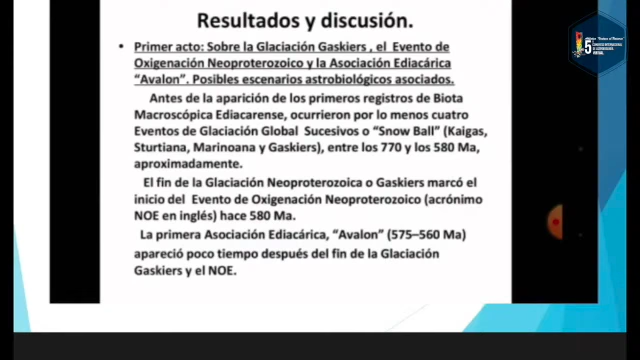 Resultados y discusión.
• Primer acto: Sobre la Glaciación Gaskiers , el Evento de
Oxigenación Neoproterozoico y la Asociación Ediacárica
“Avalon”. Posibles escenarios astrobiológicos asociados.
Antes de la aparición de los primeros registros de Biota
Macroscópica Ediacarense, ocurrieron por lo menos cuatro
Eventos de Glaciación Global Sucesivos o “Snow Ball” (Kaigas,
Sturtiana, Marinoana y Gaskiers), entre los 770 y los 580 Ma,
aproximadamente.
El fin de la Glaciación Neoproterozoica o Gaskiers marcó el
inicio del Evento de Oxigenación Neoproterozoico (acrónimo
NOE en inglés) hace 580 Ma.
La primera Asociación Ediacárica, “Avalon” (575–560 Ma)
apareció poco tiempo después del fin de la Glaciación
Gaskiers y el NOE.
5